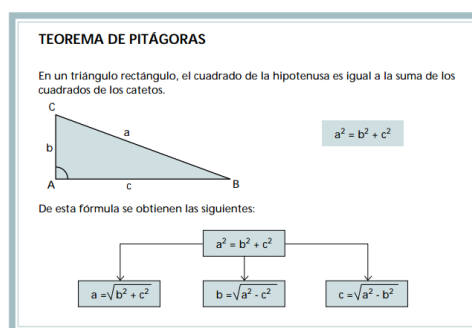 TEOREMA DE PITÁGORAS
En un triángulo rectángulo, el cuadrado de la hipotenusa es igual a la suma de los
cuadrados de los catetos.
C
a
b
A
c
B
a² = b² + c²
De esta fórmula se obtienen las siguientes:
a² = b² + c²
a =√b² + c²
b =√a² - c²
c =√a² - b²